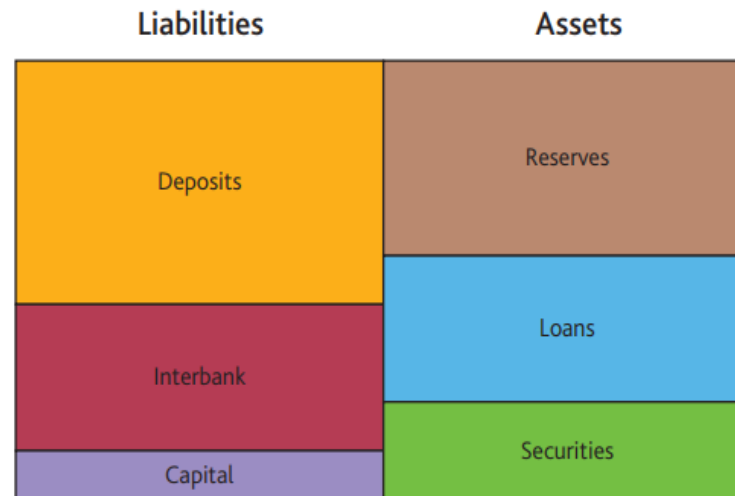 Liabilities
Assets
Deposits
Reserves
Interbank
Loans
Capital
Securities